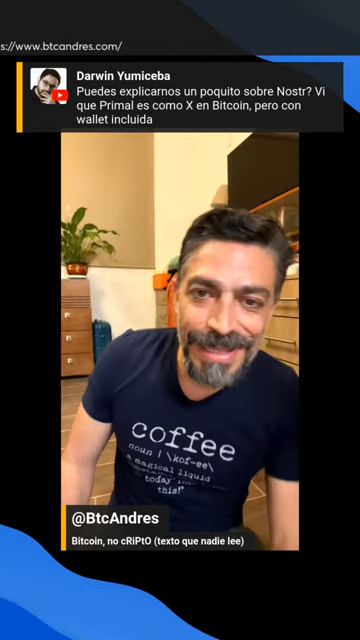 s://www.btcandres.com/
Darwin Yumiceba
Puedes explicarnos un poquito sobre Nostr? Vi
que Primal es como X en Bitcoin, pero con
wallet incluida
coffee
noun | \kof-ee\
a magical liquid
today
this!"
@BtcAndres
Bitcoin, no cRiPtO (texto que nadie lee)